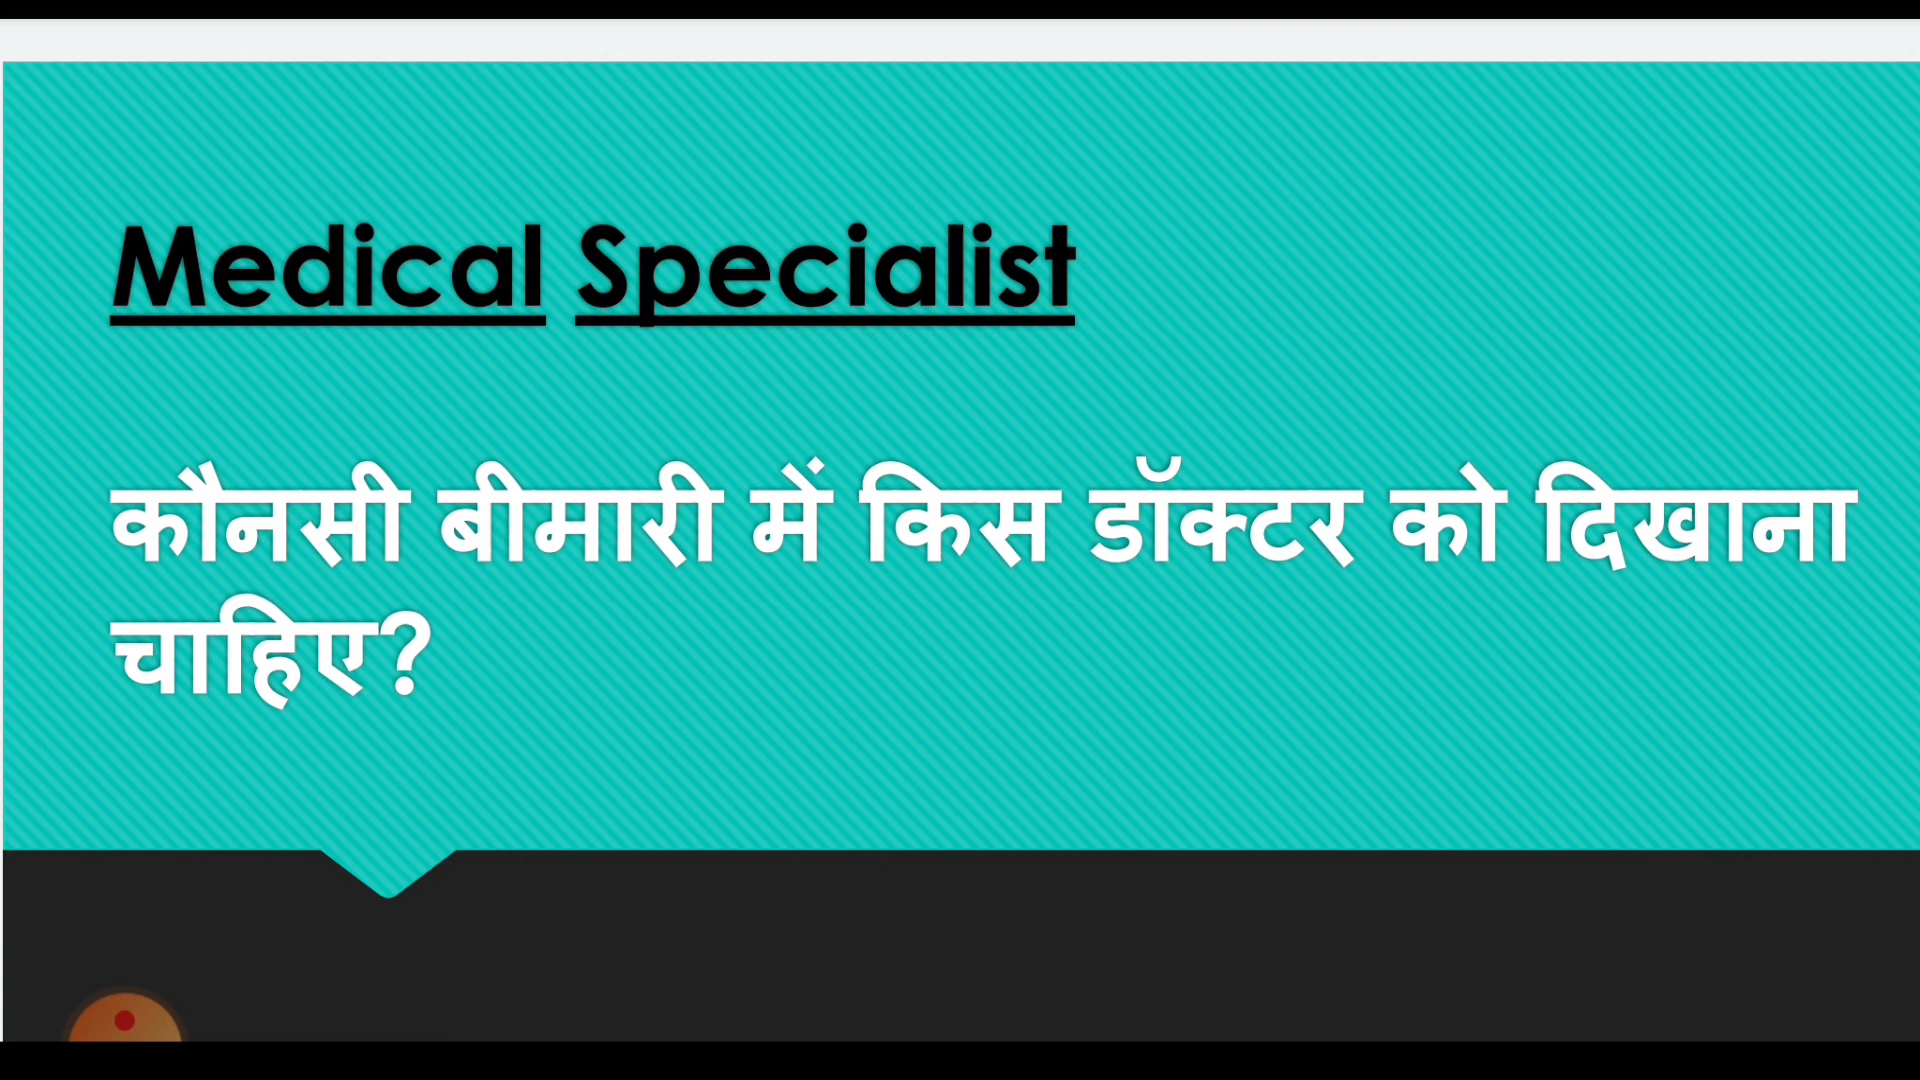 Medical Specialist
कौनसी बीमारी में किस डॉक्टर को दिखाना
चाहिए?